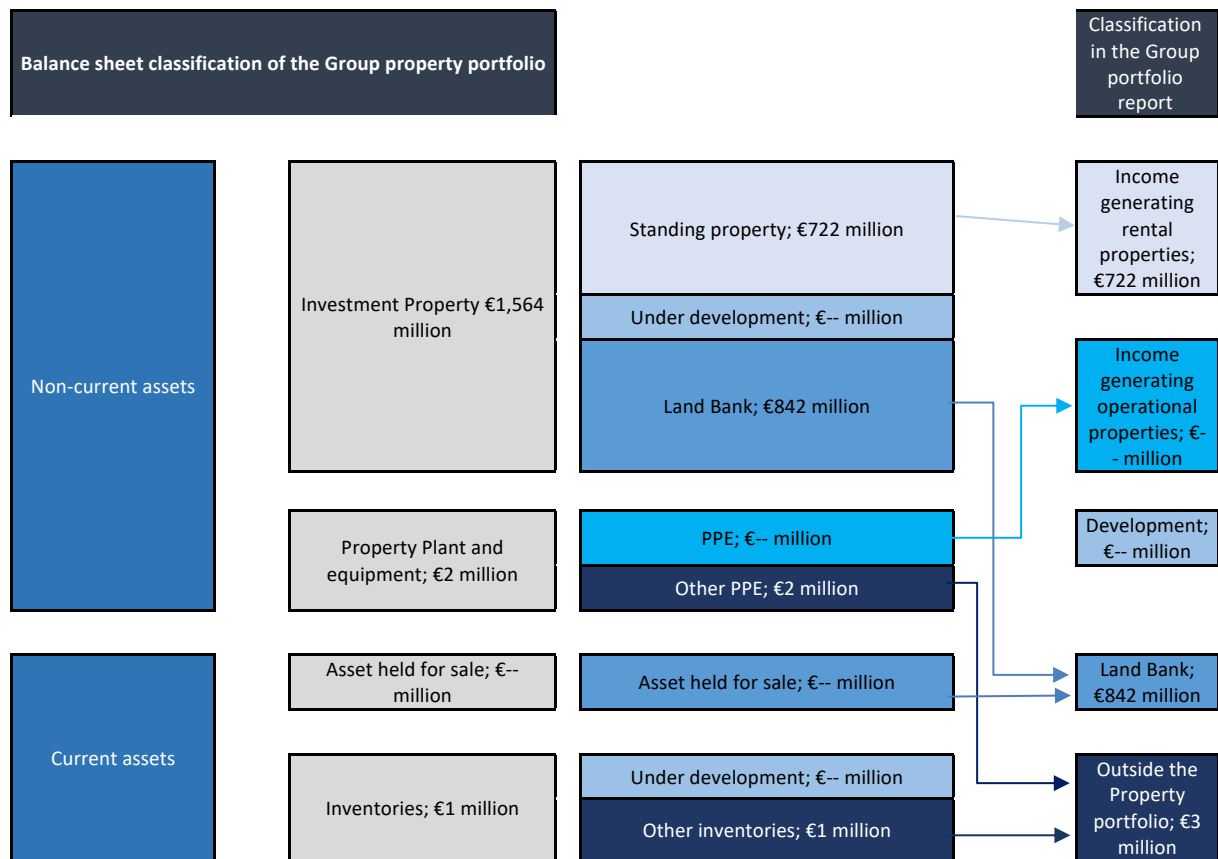 Balance sheet classification of the Group property portfolio
Classification
in the Group
portfolio
report
Non-current assets
Investment Property €1,564
million
Standing property; €722 million
Under development; €-- million
Land Bank; €842 million
Income
generating
rental
properties;
€722 million
Income
generating
operational
properties; €-
- million
Property Plant and
equipment; €2 million
PPE; €-- million
Other PPE; €2 million
Development;
€-- million
Current assets
Asset held for sale; €--
million
Asset held for sale; €-- million
Land Bank;
€842 million
Inventories; €1 million
Under development; €-- million
Other inventories; €1 million
Outside the
Property
portfolio; €3
million